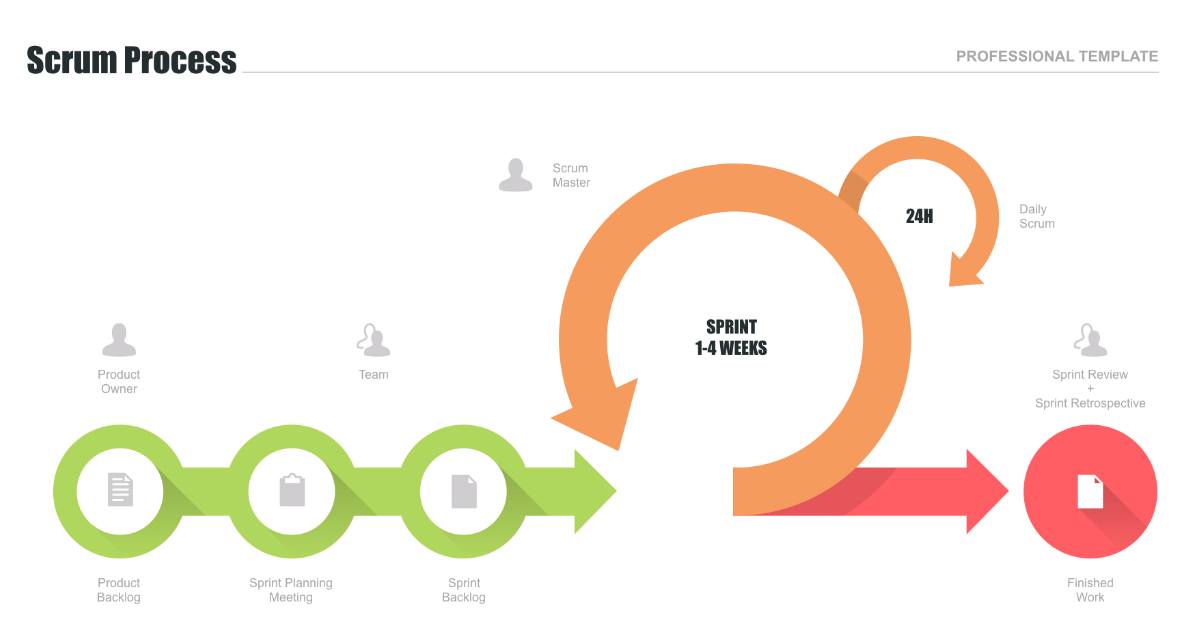 Scrum Process
PROFESSIONAL TEMPLATE
Scrum
Master
24H
Daily
Scrum
SPRINT
1-4 WEEKS
Product
Owner
Team
Sprint Review
+
Sprint Retrospective
Product
Backlog
Sprint Planning
Meeting
Sprint
Backlog
Finished
Work